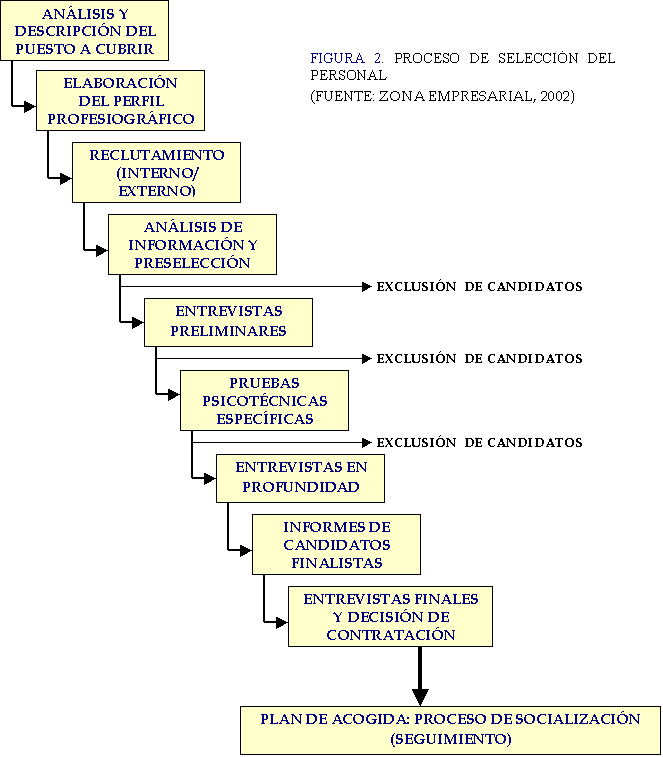 ANÁLISIS Y
DESCRIPCIÓN DEL
PUESTO A CUBRIR
FIGURA 2. PROCESO DE SELECCIÓN DEL
PERSONAL
(FUENTE: ZONA EMPRESARIAL, 2002)
ELABORACIÓN
DEL PERFIL
PROFESIOGRÁFICO
RECLUTAMIENTO
(INTERNO/
EXTERNO)
ANÁLISIS DE
INFORMACIÓN Y
PRESELECCIÓN
EXCLUSIÓN DE CANDIDATOS
ENTREVISTAS
PRELIMINARES
EXCLUSIÓN DE CANDIDATOS
PRUEBAS
PSICOTÉCNICAS
ESPECÍFICAS
EXCLUSIÓN DE CANDIDATOS
ENTREVISTAS EN
PROFUNDIDAD
INFORMES DE
CANDIDATOS
FINALISTAS
ENTREVISTAS FINALES
Y DECISIÓN DE
CONTRATACIÓN
PLAN DE ACOGIDA: PROCESO DE SOCIALIZACIÓN
(SEGUIMIENTO)